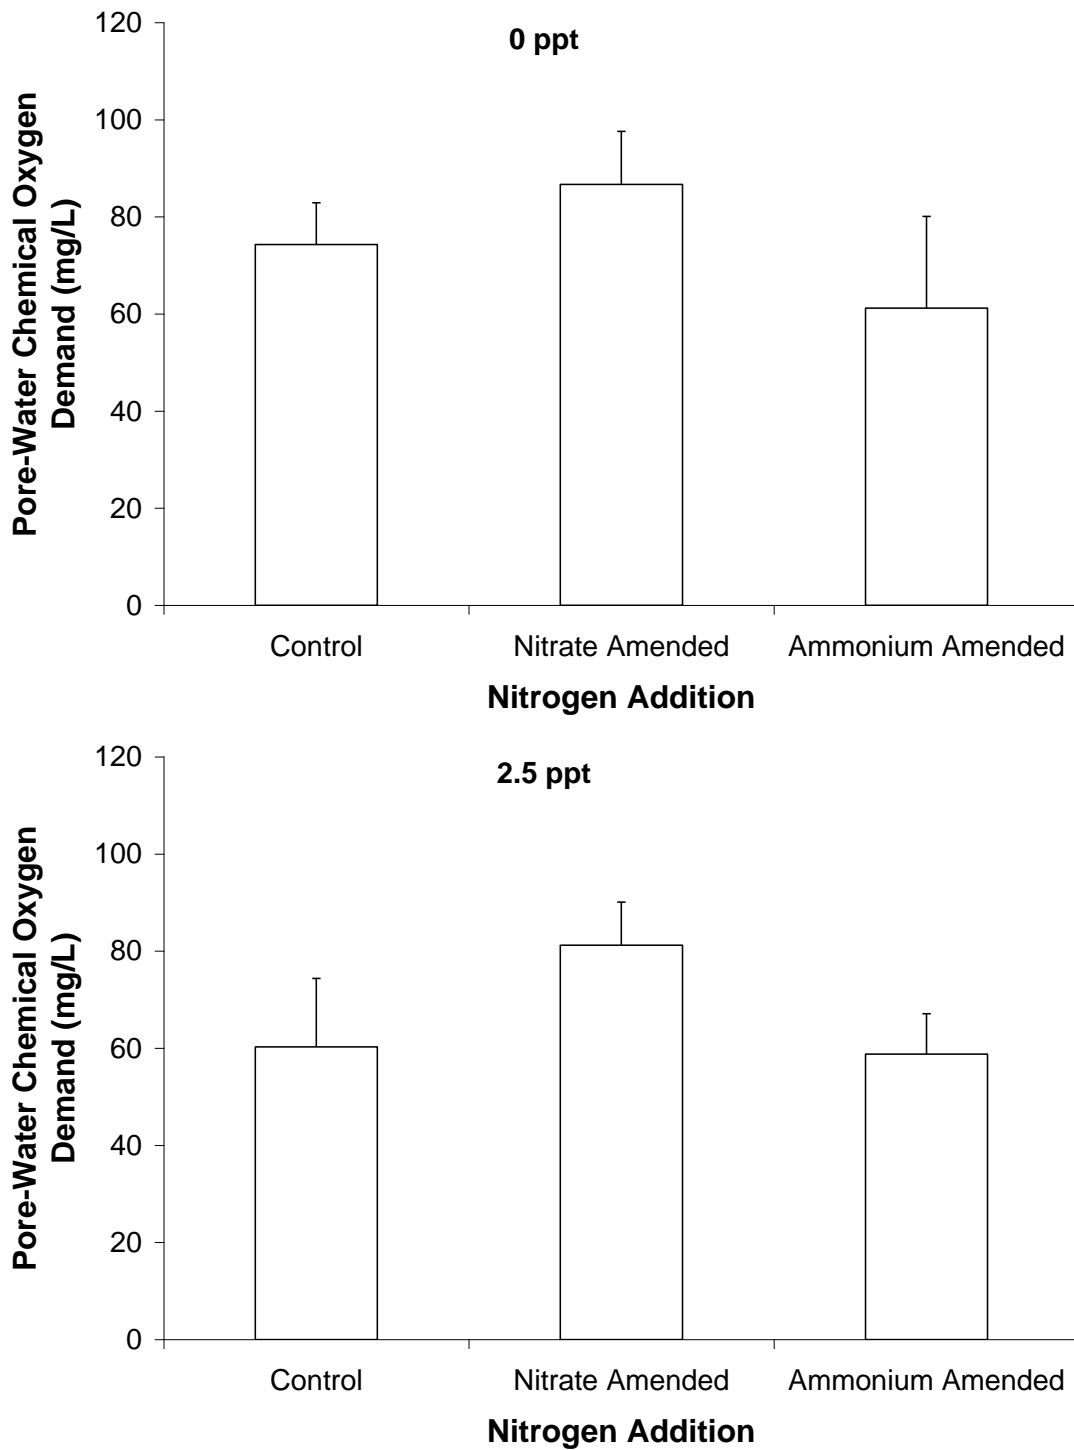 0 ppt
120
100
80
60
40
20
0
Pore-Water Chemical Oxygen
Demand (mg/L)
Control Nitrate Amended Ammonium Amended
Nitrogen Addition
2.5 ppt
120
100
80
60
40
20
0
Pore-Water Chemical Oxygen
Demand (mg/L)
Control Nitrate Amended Ammonium Amended
Nitrogen Addition